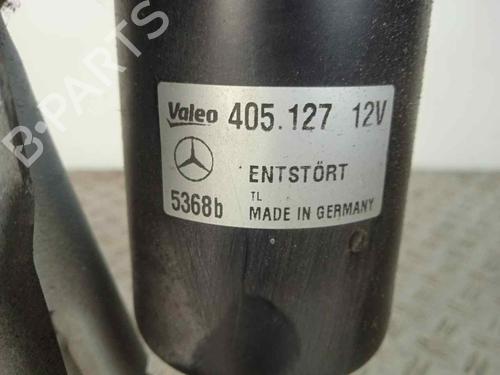 B-PARTS
Valeo 405.127 12V
ENTSTÖRT
5368b TL
MADE IN GERMANY